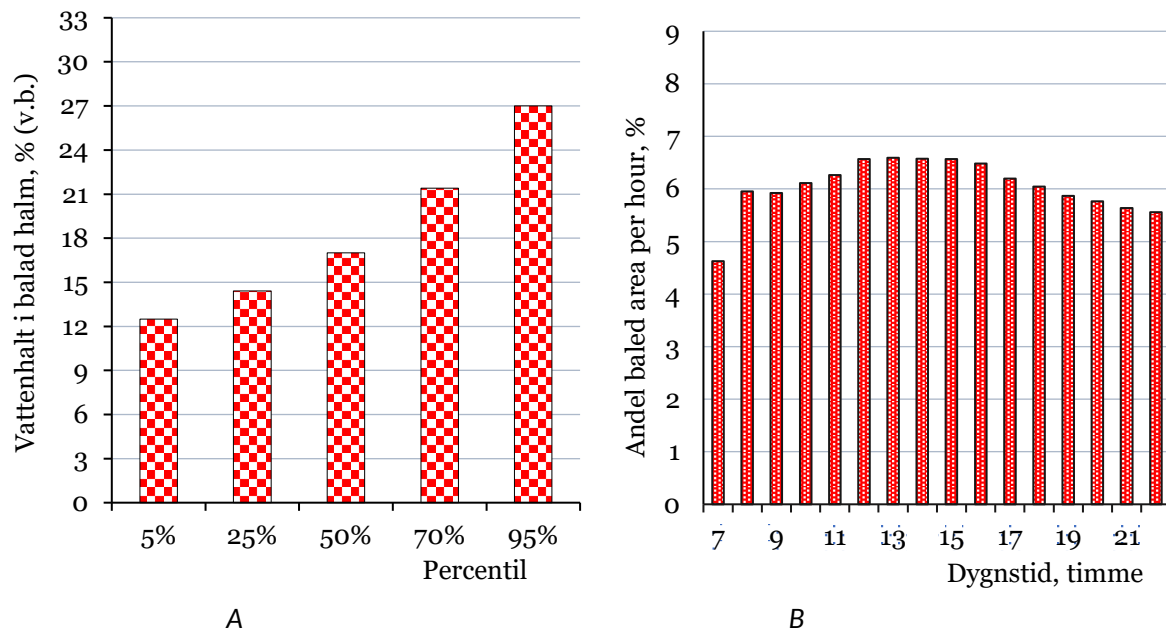 Vattenhalt i balad halm, % (v.b.)
33
30
27
24
21
18
15
12
9
6
3
0
5% 25% 50% 70% 95%
Percentil
A
Andel baled area per hour, %
9
8
7
6
5
4
3
2
1
0
7 9 11 13 15 17 19 21
Dygnstid, timme
B